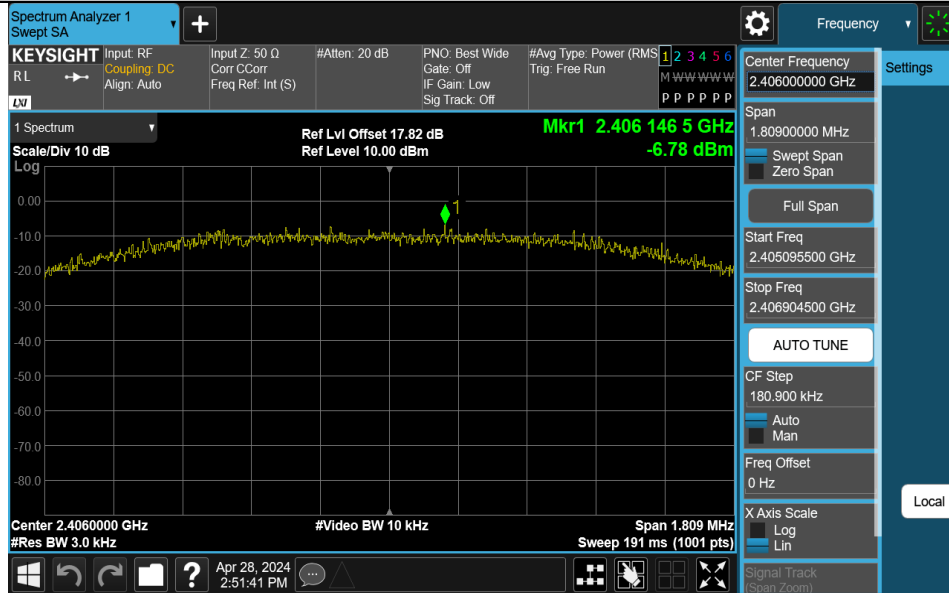 Spectrum Analyzer 1
Swept SA
Frequency
KEYSIGHT
RL
LXI
Input: RF
Coupling: DC
Align: Auto
Input Z: 50 Ω
Corr CCorr
Freq Ref: Int (S)
#Atten: 20 dB
PNO: Best Wide
Gate: Off
IF Gain: Low
Sig Track: Off
#Avg Type: Power (RMS
Trig: Free Run
1 2 3 4 5 6
M W W W W W
P P P P P P
1 Spectrum
Scale/Div 10 dB
Log
Ref Lvl Offset 17.82 dB
Ref Level 10.00 dBm
Mkr1 2.406 146 5 GHz
-6.78 dBm
1
0.00
-10.0
-20.0
-30.0
-40.0
-50.0
-60.0
-70.0
-80.0
Center 2.4060000 GHz
#Res BW 3.0 kHz
#Video BW 10 kHz
Span 1.809 MHz
Sweep 191 ms (1001 pts)
Center Frequency
2.406000000 GHz
Settings
Span
1.80900000 MHz
Swept Span
Zero Span
Full Span
Start Freq
2.405095500 GHz
Stop Freq
2.406904500 GHz
AUTO TUNE
CF Step
180.900 kHz
Auto
Man
Freq Offset
0 Hz
X Axis Scale
Log
Lin
Local
Signal Track
(Span Zoom)
Apr 28, 2024
2:51:41 PM